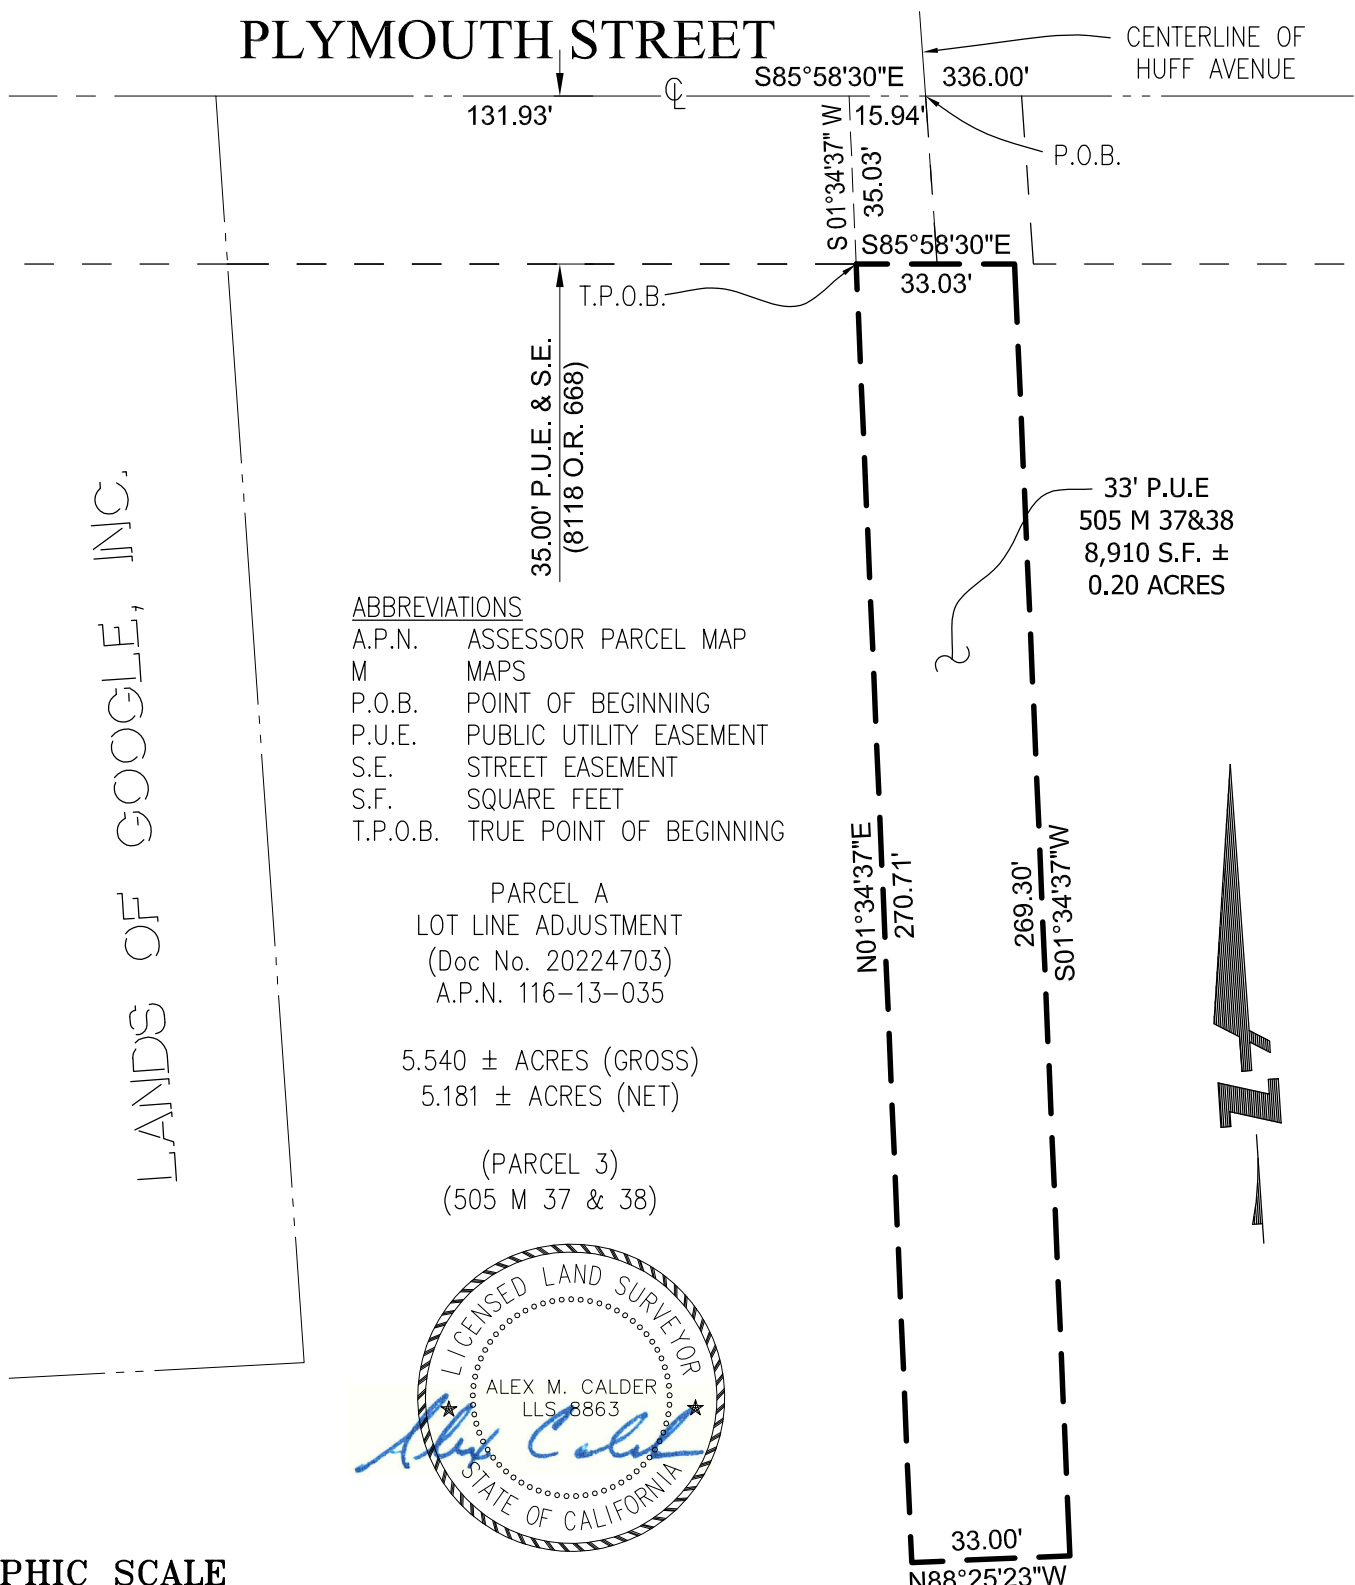 PLYMOUTH STREET
CENTERLINE OF
HUFF AVENUE
S85°58'30"E 336.00'
131.93'
15.94'
P.O.B.
S 01°34'37" W
35.03'
S85°58'30"E
33.03'
T.P.O.B.
35.00' P.U.E. & S.E.
(8118 O.R. 668)
33' P.U.E
505 M 37&38
8,910 S.F. ±
0.20 ACRES
LANDS OF GOOGLE, INC.
ABBREVIATIONS
A.P.N. ASSESSOR PARCEL MAP
M MAPS
P.O.B. POINT OF BEGINNING
P.U.E. PUBLIC UTILITY EASEMENT
S.E. STREET EASEMENT
S.F. SQUARE FEET
T.P.O.B. TRUE POINT OF BEGINNING
N01°34'37"E
270.71'
269.30'
S01°34'37"W
PARCEL A
LOT LINE ADJUSTMENT
(Doc No. 20224703)
A.P.N. 116-13-035
5.540 ± ACRES (GROSS)
5.181 ± ACRES (NET)
(PARCEL 3)
(505 M 37 & 38)
N
LICENSED LAND SURVEYOR
ALEX M. CALDER
LLS 8863
Alex Calder
STATE OF CALIFORNIA
33.00'
N88°25'23"W
PHIC SCALE